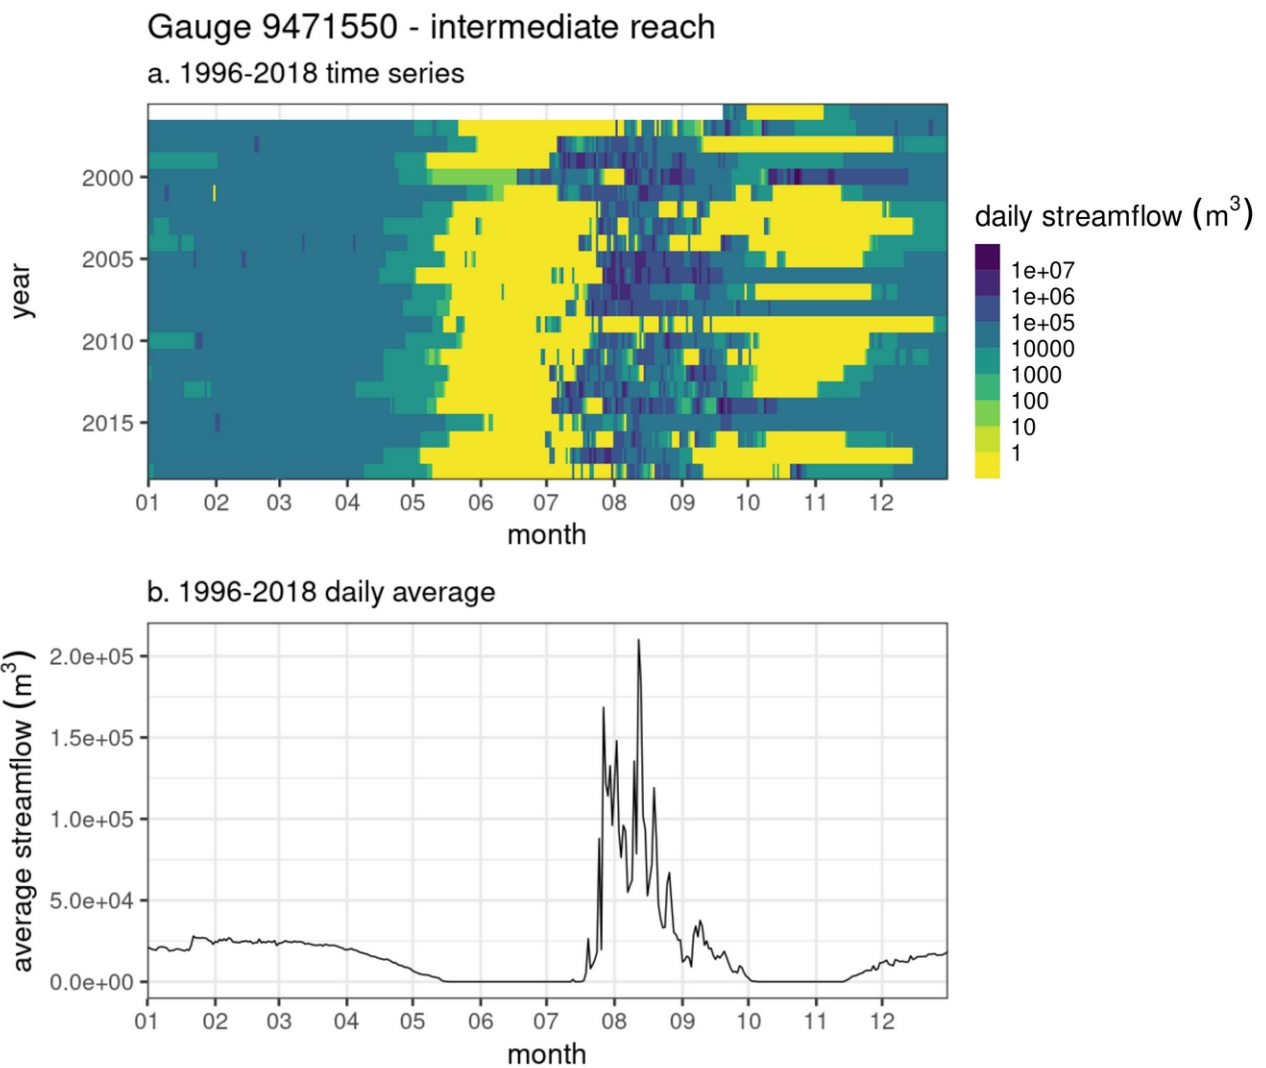 Gauge 9471550 - intermediate reach
a. 1996-2018 time series
year
2000
2005
2010
2015
01 02 03 04 05 06 07 08 09 10 11 12
month
daily streamflow (m³)
1e+07
1e+06
1e+05
10000
1000
100
10
1
b. 1996-2018 daily average
average streamflow (m³)
2.0e+05
1.5e+05
1.0e+05
5.0e+04
0.0e+00
01 02 03 04 05 06 07 08 09 10 11 12
month